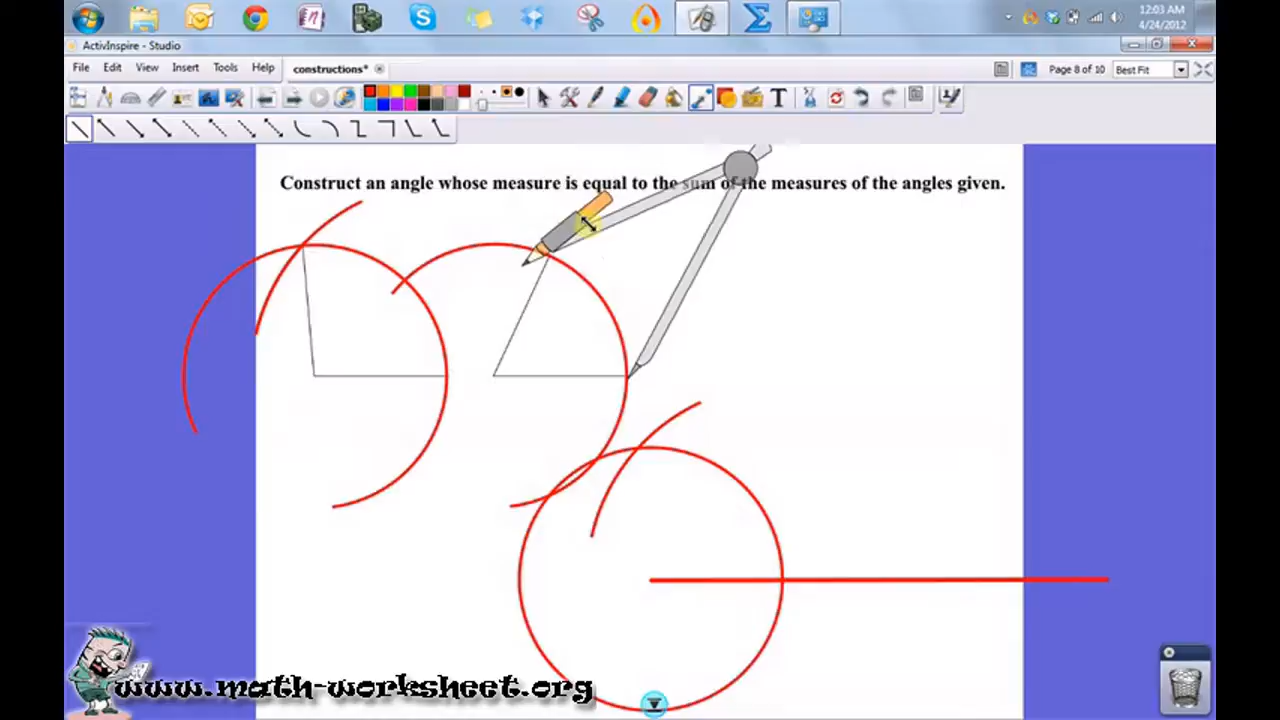 12:03 AM
4/24/2012
ActivInspire - Studio
File Edit View Insert Tools Help
constructions*
Page 8 of 10
Best Fit
Construct an angle whose measure is equal to the sum of the measures of the angles given.
www.math-worksheet.org